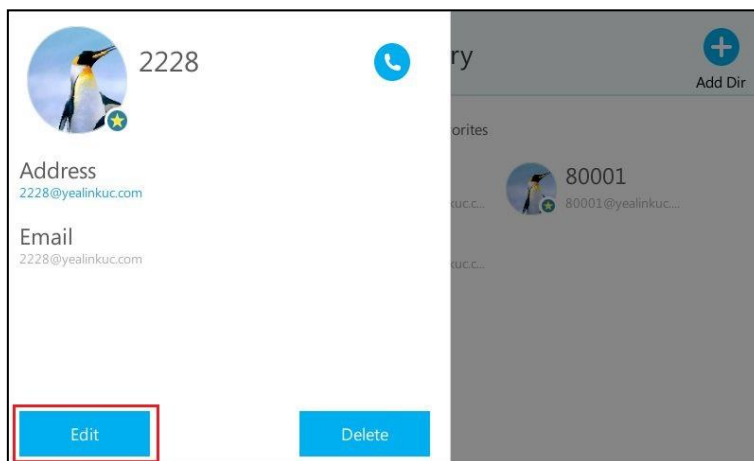 2228
Address
2228@yealinkuc.com
Email
2228@yealinkuc.com
Edit
Delete
ry
Add Dir
orites
80001
80001@yealinkuc....
kuc.c...
kuc.c...